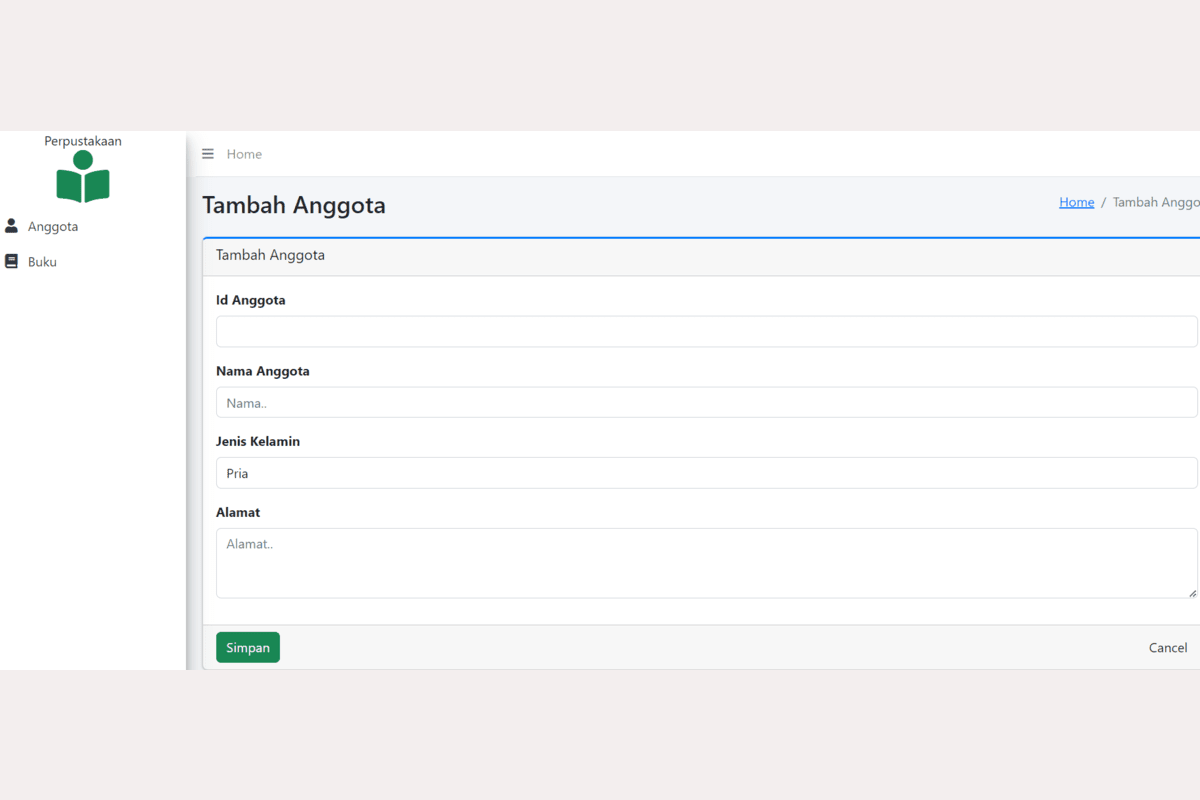 Perpustakaan
Anggota
Buku
Home
Tambah Anggota
Home / Tambah Anggo
Tambah Anggota
Id Anggota
Nama Anggota
Nama..
Jenis Kelamin
Pria
Alamat
Alamat..
Simpan
Cancel